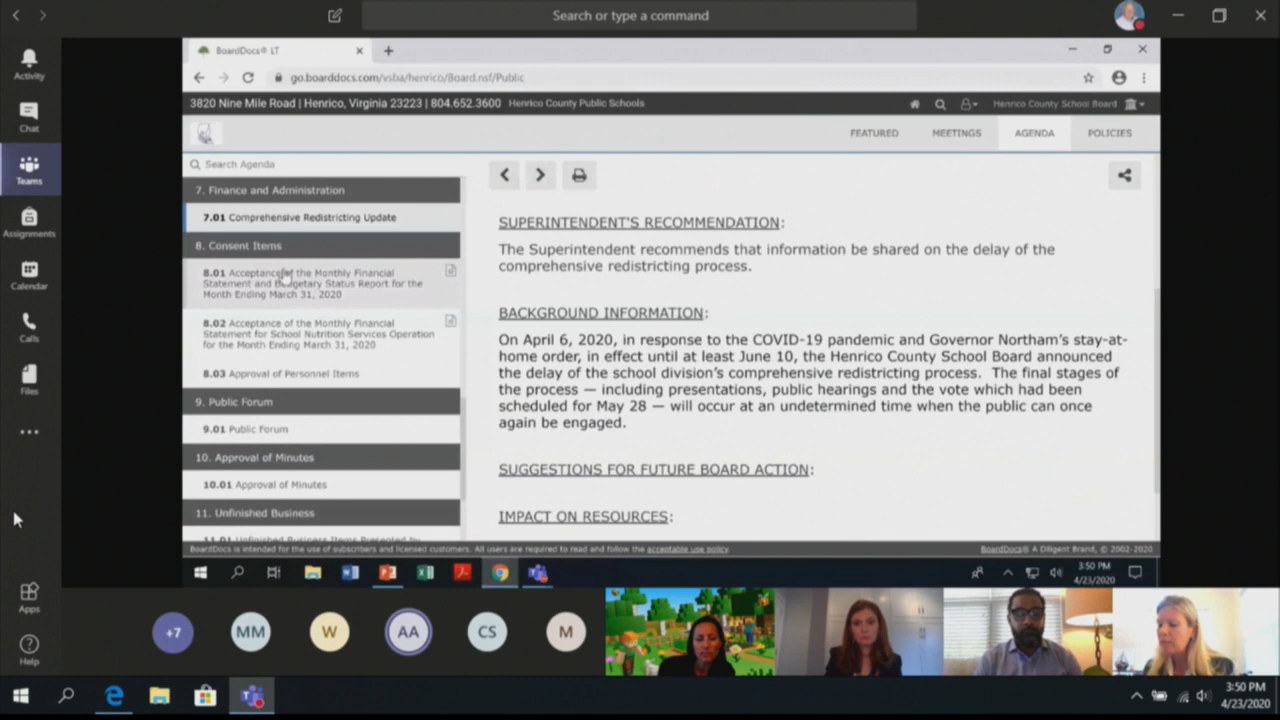 Search or type a command
BoardDocs® LT
go.boarddocs.com/vsba/henrico/Board.nsf/Public
3820 Nine Mile Road | Henrico, Virginia 23223 | 804.652.3600 Henrico County Public Schools
Henrico County School Board
FEATURED
MEETINGS
AGENDA
POLICIES
Search Agenda
7. Finance and Administration
7.01 Comprehensive Redistricting Update
8. Consent Items
8.01 Acceptance of the Monthly Financial
Statement and Budgetary Status Report for the
Month Ending March 31, 2020
8.02 Acceptance of the Monthly Financial
Statement for School Nutrition Services Operation
for the Month Ending March 31, 2020
8.03 Approval of Personnel Items
9. Public Forum
9.01 Public Forum
10. Approval of Minutes
10.01 Approval of Minutes
11. Unfinished Business
11.01 Unfinished Business Items Presented by
SUPERINTENDENT'S RECOMMENDATION:
The Superintendent recommends that information be shared on the delay of the
comprehensive redistricting process.
BACKGROUND INFORMATION:
On April 6, 2020, in response to the COVID-19 pandemic and Governor Northam's stay-at-
home order, in effect until at least June 10, the Henrico County School Board announced
the delay of the school division's comprehensive redistricting process. The final stages of
the process — including presentations, public hearings and the vote which had been
scheduled for May 28 — will occur at an undetermined time when the public can once
again be engaged.
SUGGESTIONS FOR FUTURE BOARD ACTION:
IMPACT ON RESOURCES:
BoardDocs is intended for the use of subscribers and licensed customers. All users are required to read and follow the acceptable use policy.
BoardDocs® A Diligent Brand, © 2002-2020
3:50 PM
4/23/2020
Activity
Chat
Teams
Assignments
Calendar
Calls
Files
Apps
Help
+7
MM
W
AA
CS
M
3:50 PM
4/23/2020